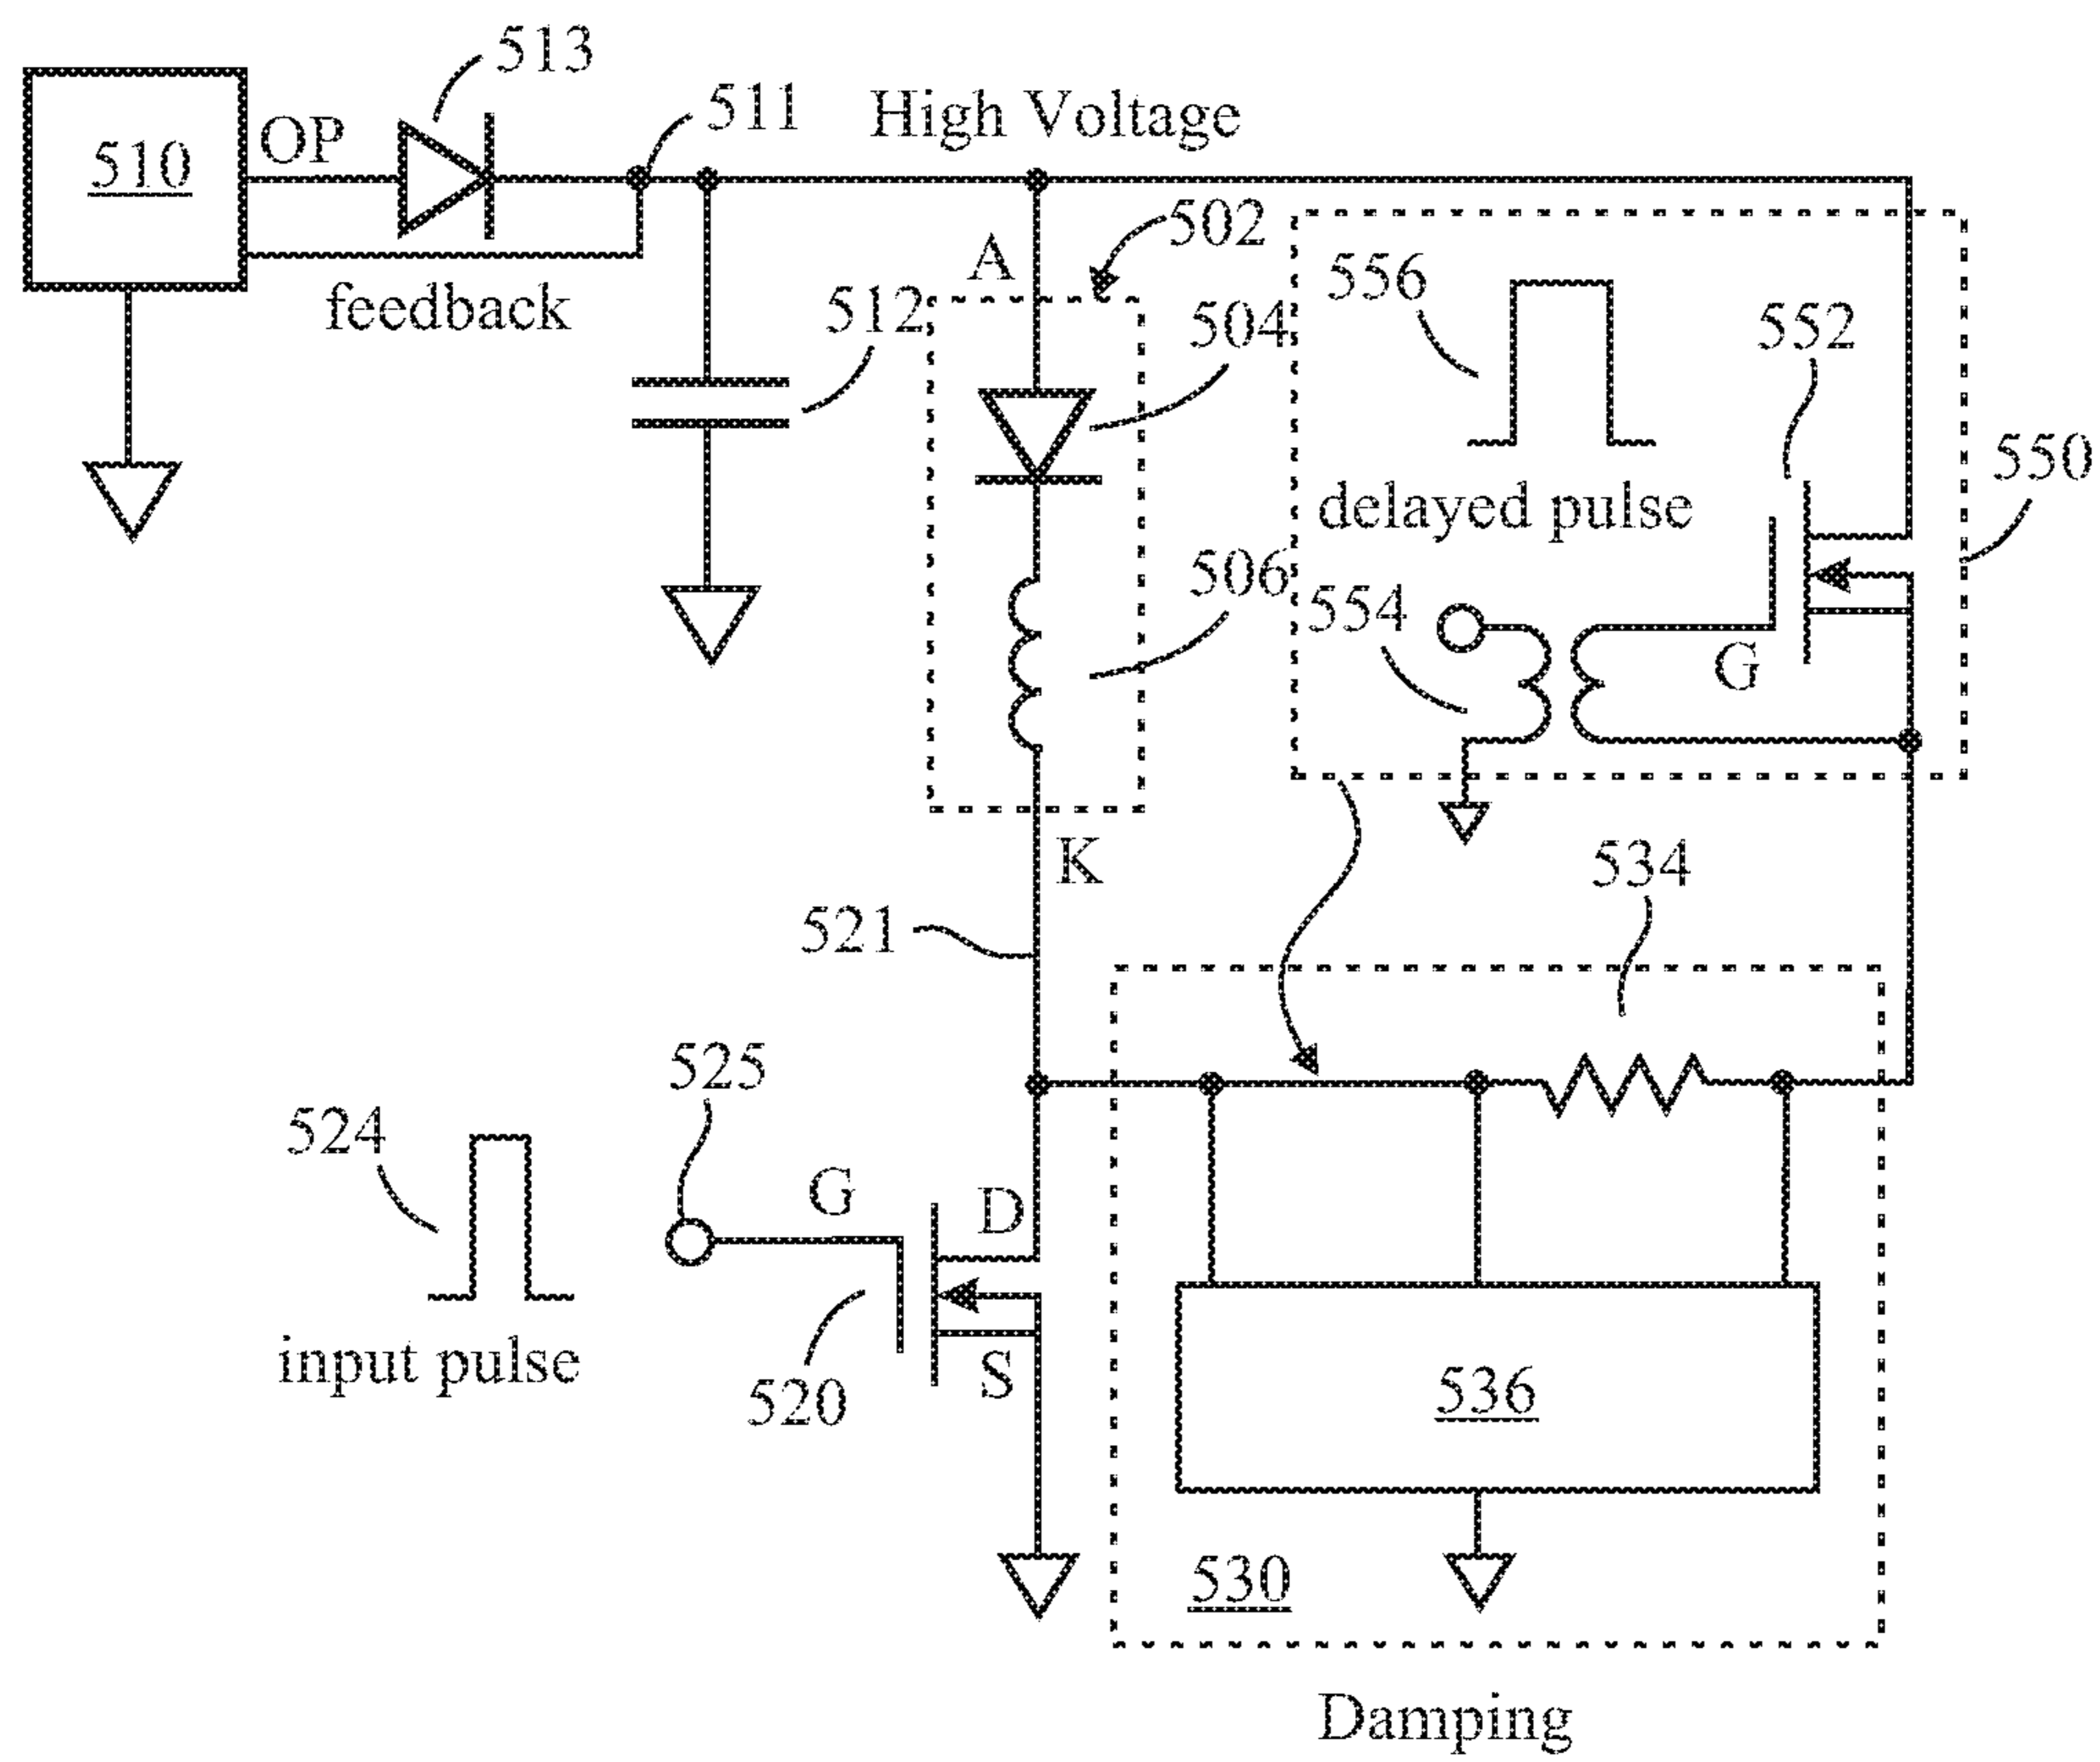 513
510
OP
511
High Voltage
feedback
512
A
502
504
506
K
556
552
delayed pulse
550
554
G
534
521
525
524
input pulse
G
D
S
520
536
530
Damping